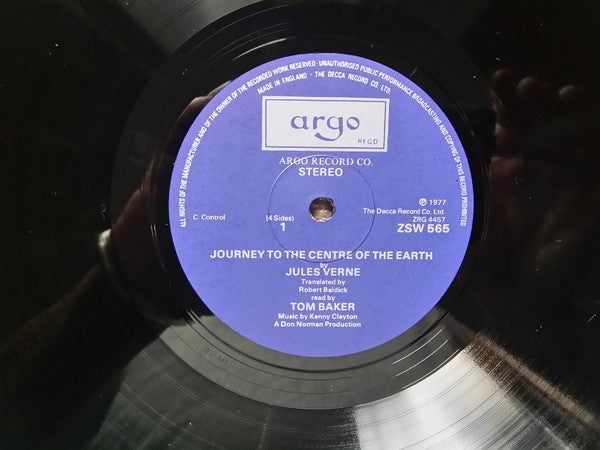 ALL RIGHTS OF THE MANUFACTURER AND OF THE OWNER OF THE RECORDED WORK RESERVED · UNAUTHORISED PUBLIC PERFORMANCE BROADCASTING AND COPYING OF THIS RECORD PROHIBITED
MADE IN ENGLAND · THE DECCA RECORD CO. LTD.
argo
RFGD
ARGO RECORD CO.
STEREO
C. Control
(4 Sides)
1
℗ 1977
The Decca Record Co. Ltd.
ZRG 4457
ZSW 565
JOURNEY TO THE CENTRE OF THE EARTH
by
JULES VERNE
Translated by
Robert Baldick
read by
TOM BAKER
Music by Kenny Clayton
A Don Norman Production